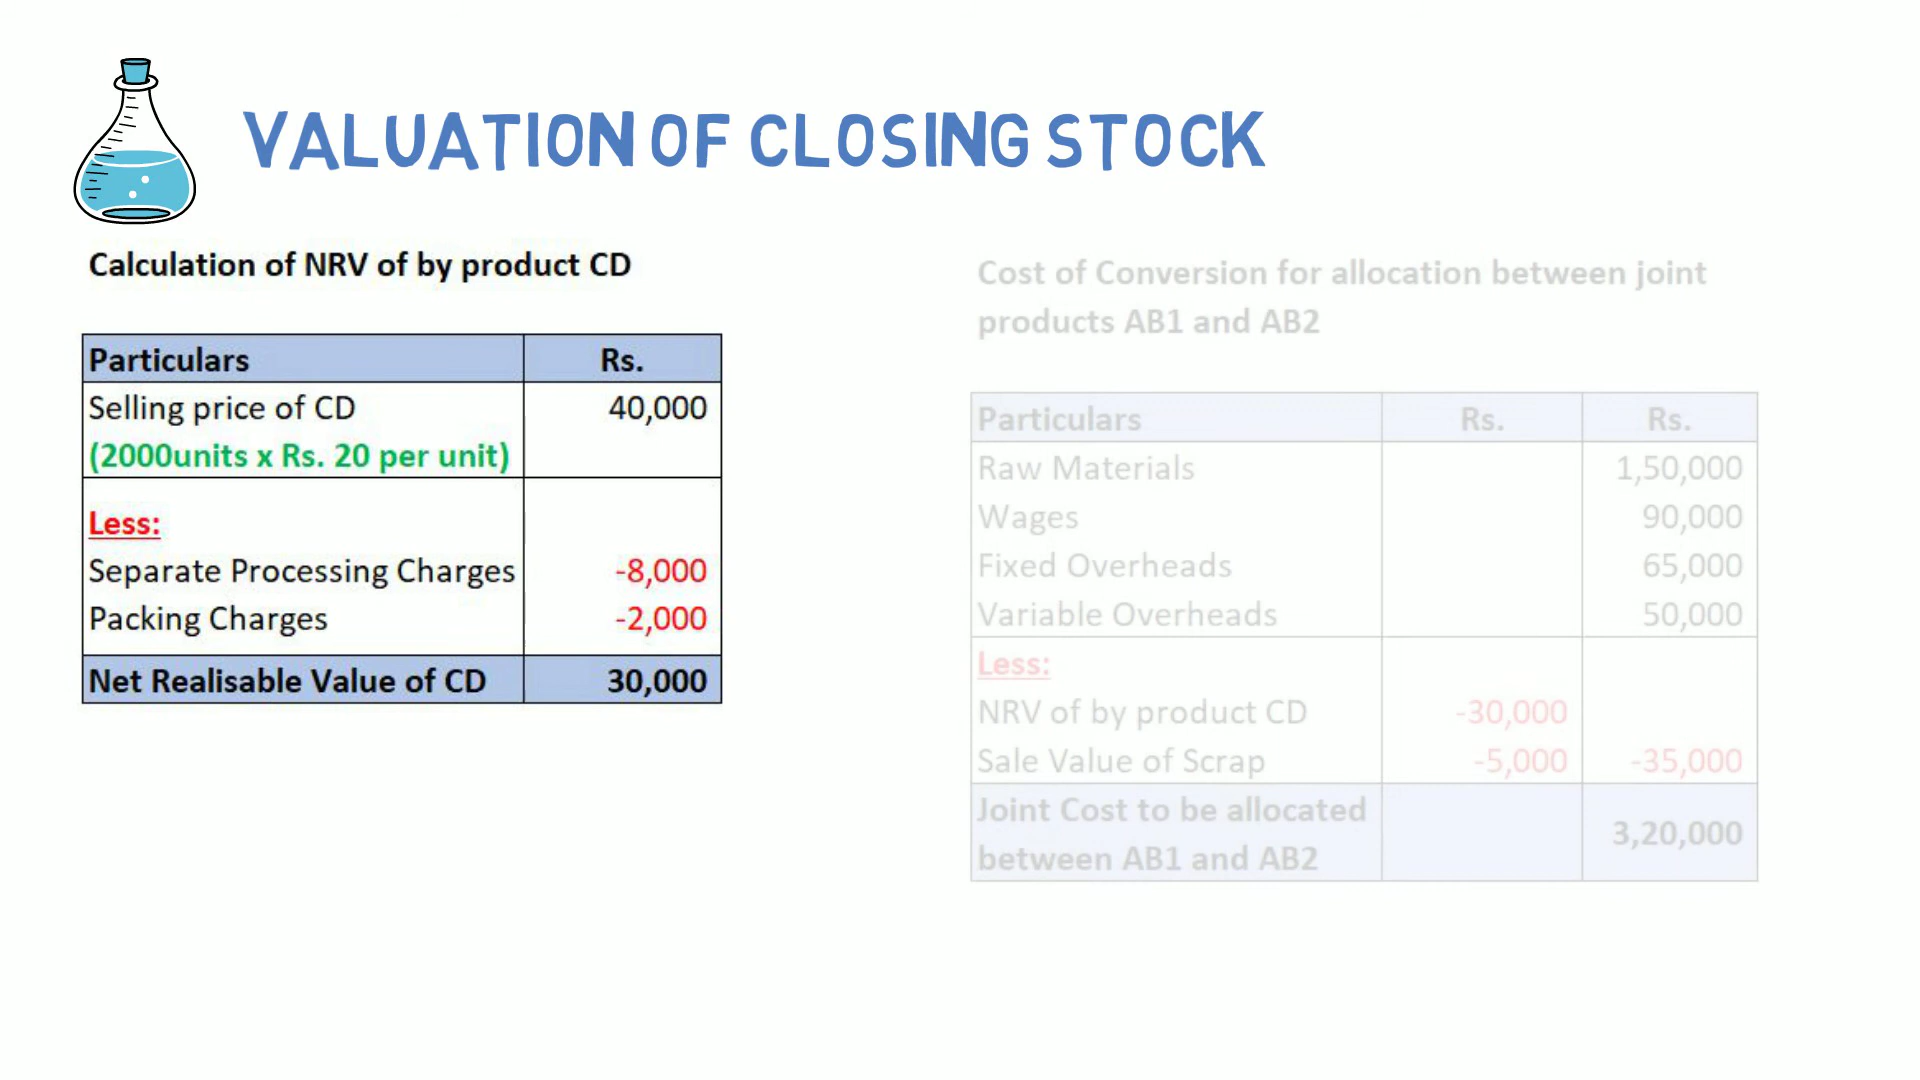 VALUATION OF CLOSING STOCK
Calculation of NRV of by product CD
Particulars Rs.
Selling price of CD 40,000
(2000units x Rs. 20 per unit)
Less:
Separate Processing Charges -8,000
Packing Charges -2,000
Net Realisable Value of CD 30,000
Cost of Conversion for allocation between joint
products AB1 and AB2
Particulars Rs. Rs.
Raw Materials 1,50,000
Wages 90,000
Fixed Overheads 65,000
Variable Overheads 50,000
Less:
NRV of by product CD -30,000
Sale Value of Scrap -5,000 -35,000
Joint Cost to be allocated
between AB1 and AB2 3,20,000